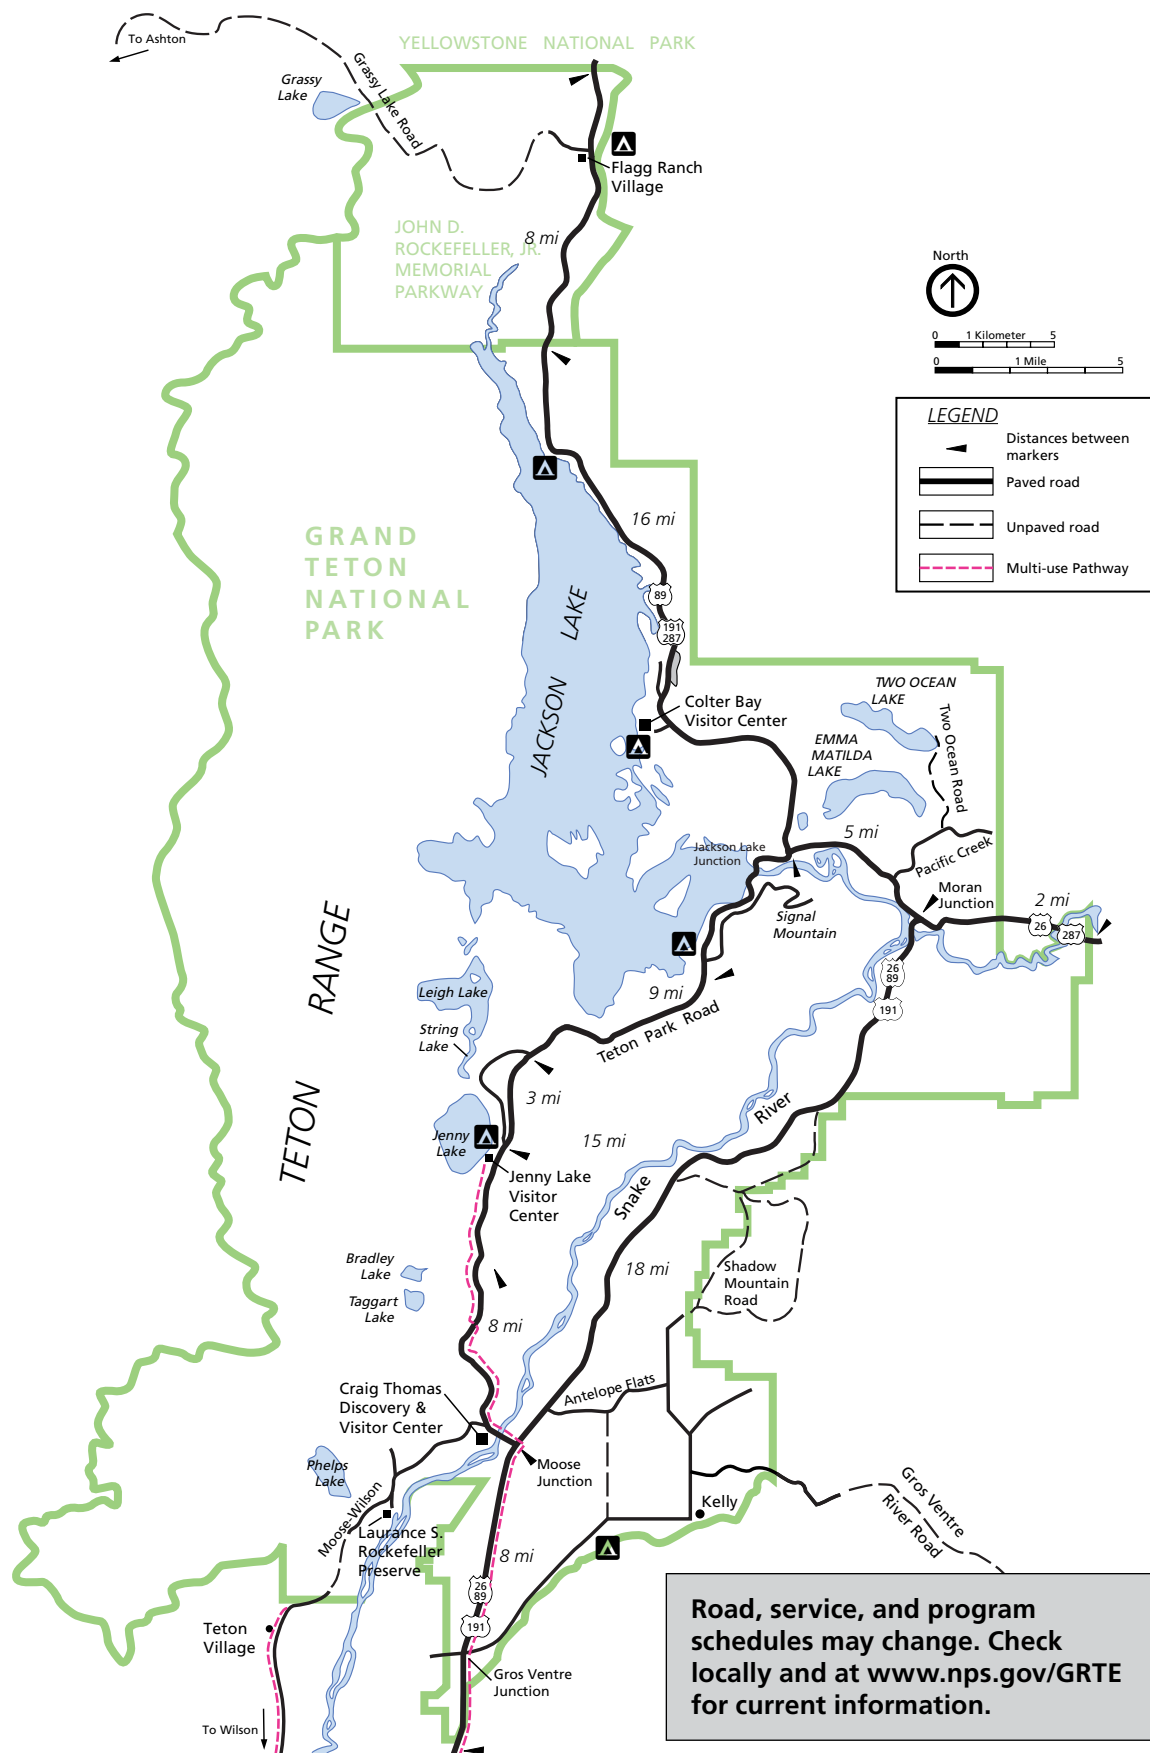 To Ashton
YELLOWSTONE NATIONAL PARK
Grassy
Lake
Grassy Lake Road
Flagg Ranch
Village
JOHN D.
ROCKEFELLER, JR.
MEMORIAL
PARKWAY
8 mi
North
0 1 Kilometer 5
0 1 Mile 5
LEGEND
Distances between
markers
Paved road
Unpaved road
Multi-use Pathway
16 mi
GRAND
TETON
NATIONAL
PARK
89
191
287
JACKSON LAKE
Colter Bay
Visitor Center
TWO OCEAN
LAKE
Two Ocean Road
EMMA
MATILDA
LAKE
5 mi
Jackson Lake
Junction
Pacific Creek
Moran
Junction
2 mi
26
287
Signal
Mountain
26
89
191
TETON RANGE
Leigh Lake
String
Lake
9 mi
Teton Park Road
3 mi
Jenny
Lake
15 mi
Snake River
Jenny Lake
Visitor
Center
Bradley
Lake
Taggart
Lake
18 mi
Shadow
Mountain
Road
8 mi
Craig Thomas
Discovery &
Visitor Center
Antelope Flats
Phelps
Lake
Moose
Junction
Moose-Wilson
Kelly
Gros Ventre
River Road
Laurance S.
Rockefeller
Preserve
8 mi
26
89
191
Teton
Village
Gros Ventre
Junction
To Wilson
Road, service, and program
schedules may change. Check
locally and at www.nps.gov/GRTE
for current information.